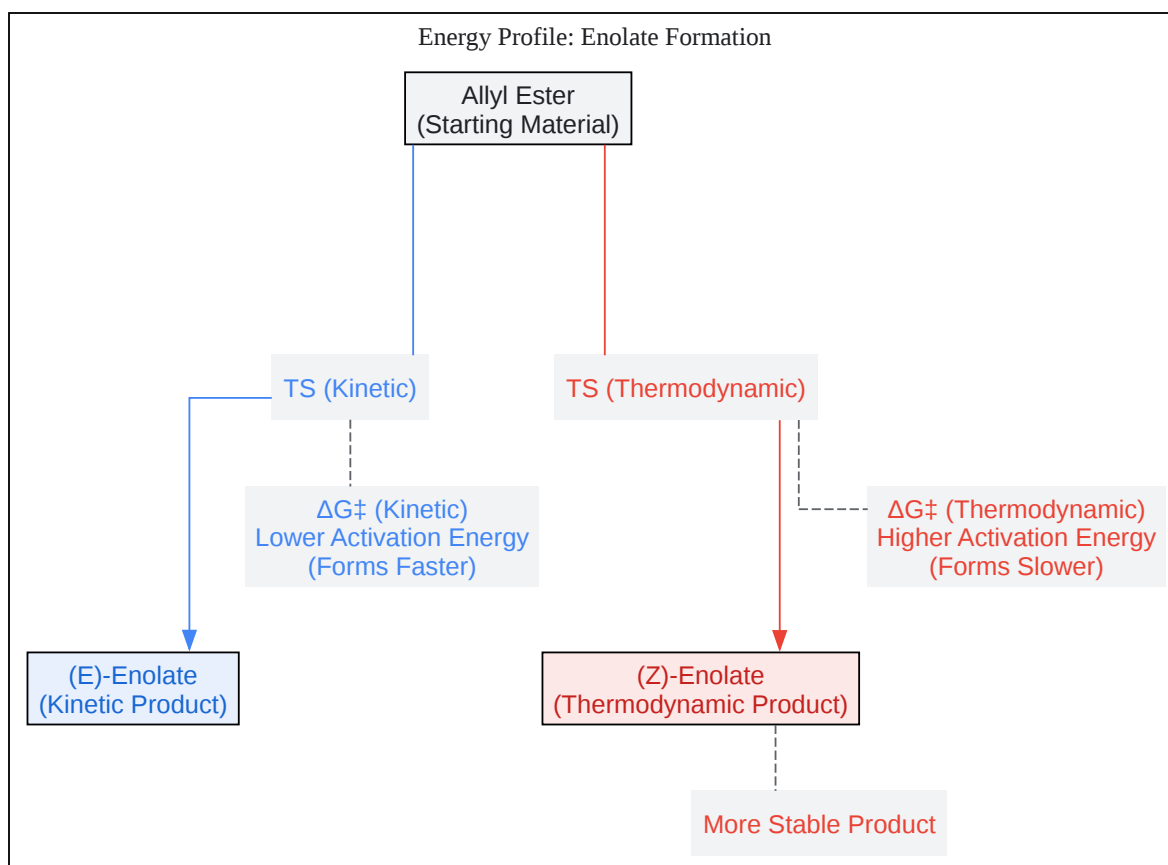 Energy Profile: Enolate Formation
Allyl Ester
(Starting Material)
TS (Kinetic)
TS (Thermodynamic)
ΔG‡ (Kinetic)
Lower Activation Energy
(Forms Faster)
ΔG‡ (Thermodynamic)
Higher Activation Energy
(Forms Slower)
(E)-Enolate
(Kinetic Product)
(Z)-Enolate
(Thermodynamic Product)
More Stable Product